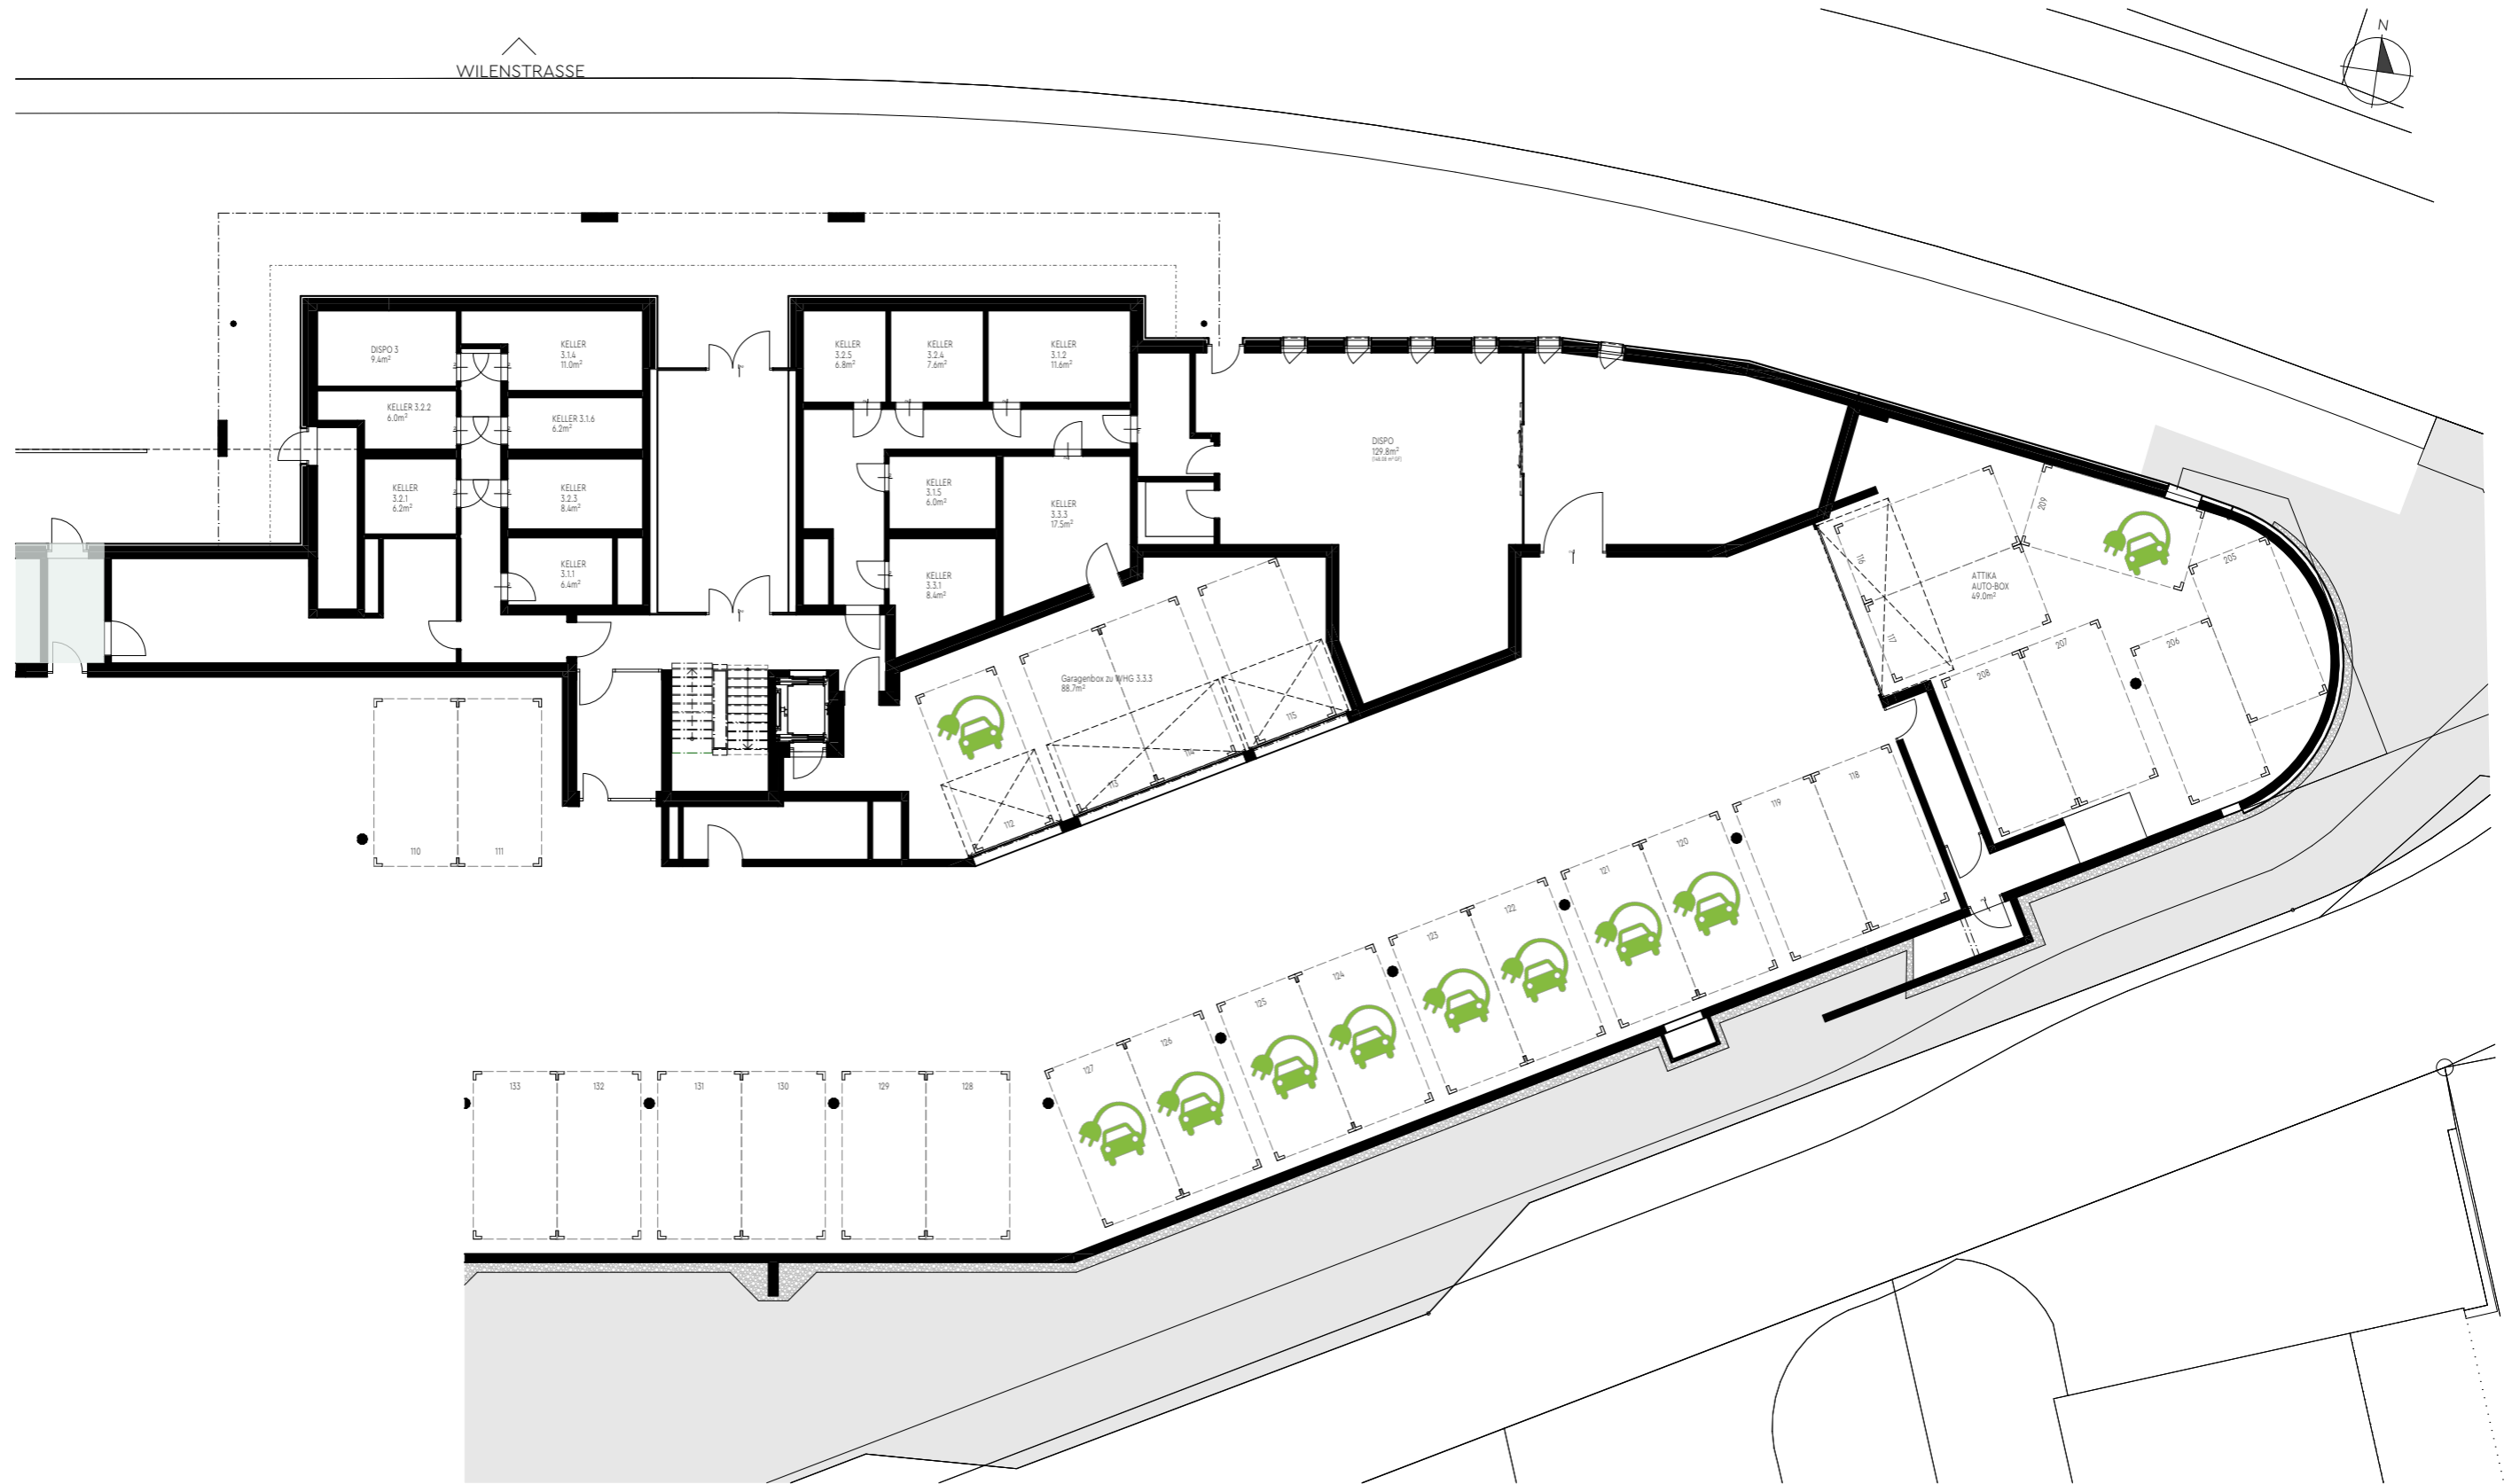 WILENSTRASSE
N
DISPO 3
9.4m²
KELLER
3.1.4
11.0m²
KELLER 3.2.2
6.0m²
KELLER 3.1.6
6.2m²
KELLER
3.2.1
6.2m²
KELLER
3.2.3
8.4m²
KELLER
3.1.1
6.4m²
KELLER
3.2.5
6.8m²
KELLER
3.2.4
7.6m²
KELLER
3.1.2
11.6m²
KELLER
3.1.5
6.0m²
KELLER
3.3.3
17.5m²
KELLER
3.3.1
8.4m²
DISPO
129.8m²
ATTIKA
AUTO-BOX
49.0m²
Garagenbox zu WHG 3.3.3
88.7m²
209
116
117
205
206
207
208
115
114
113
112
110
111
118
119
120
121
122
123
124
125
126
127
133
132
131
130
129
128